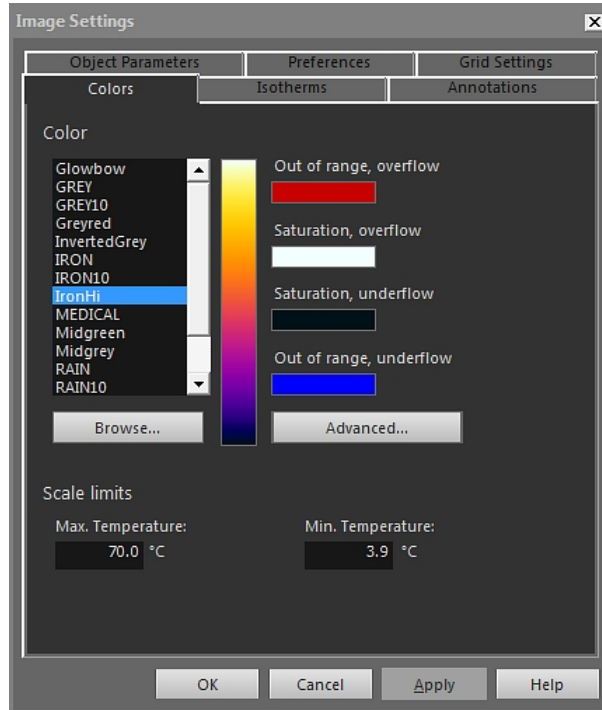 Image Settings
Object Parameters
Preferences
Grid Settings
Colors
Isotherms
Annotations
Color
Glowbow
GREY
GREY10
Greyred
InvertedGrey
IRON
IRON10
IronHi
MEDICAL
Midgreen
Midgrey
RAIN
RAIN10
Out of range, overflow
Saturation, overflow
Saturation, underflow
Out of range, underflow
Browse...
Advanced...
Scale limits
Max. Temperature:
70.0 °C
Min. Temperature:
3.9 °C
OK
Cancel
Apply
Help